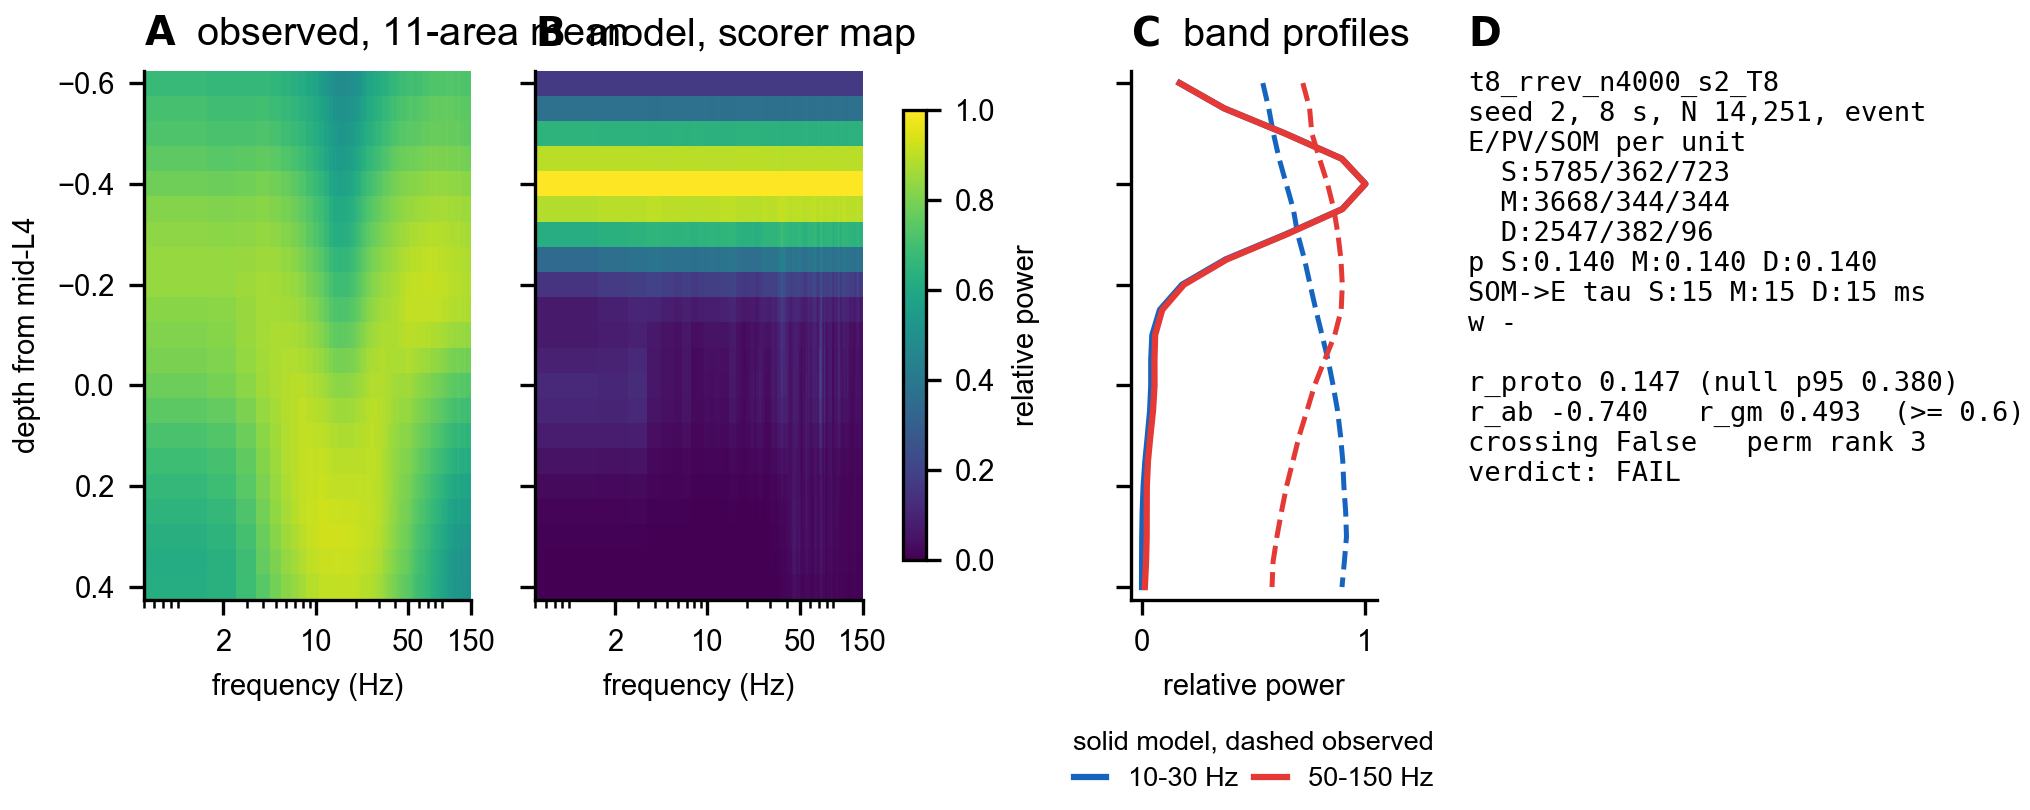 A observed, 11-area mean
B model, scorer map
C band profiles
D
depth from mid-L4
−0.6
−0.4
−0.2
0.0
0.2
0.4
2
10
50
150
frequency (Hz)
2
10
50
150
frequency (Hz)
1.0
0.8
0.6
0.4
0.2
0.0
relative power
0
1
relative power
solid model, dashed observed
10-30 Hz
50-150 Hz
t8_rrev_n4000_s2_T8
seed 2, 8 s, N 14,251, event
E/PV/SOM per unit
S:5785/362/723
M:3668/344/344
D:2547/382/96
p S:0.140 M:0.140 D:0.140
SOM->E tau S:15 M:15 D:15 ms
w -
r_proto 0.147 (null p95 0.380)
r_ab -0.740 r_gm 0.493 (>= 0.6)
crossing False perm rank 3
verdict: FAIL